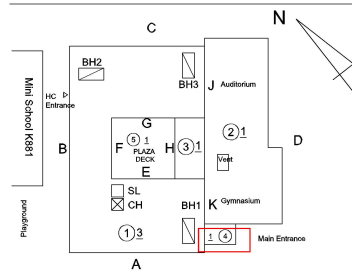 C
N
BH2
BH3
J Auditorium
HC
Entrance
Mini School K881
B
G
F
⑤ 1
PLAZA
DECK
H
③ 1
② 1
D
E
Vent
SL
CH
BH1
K Gymnasium
Playground
① 3
1 ④
Main Entrance
A